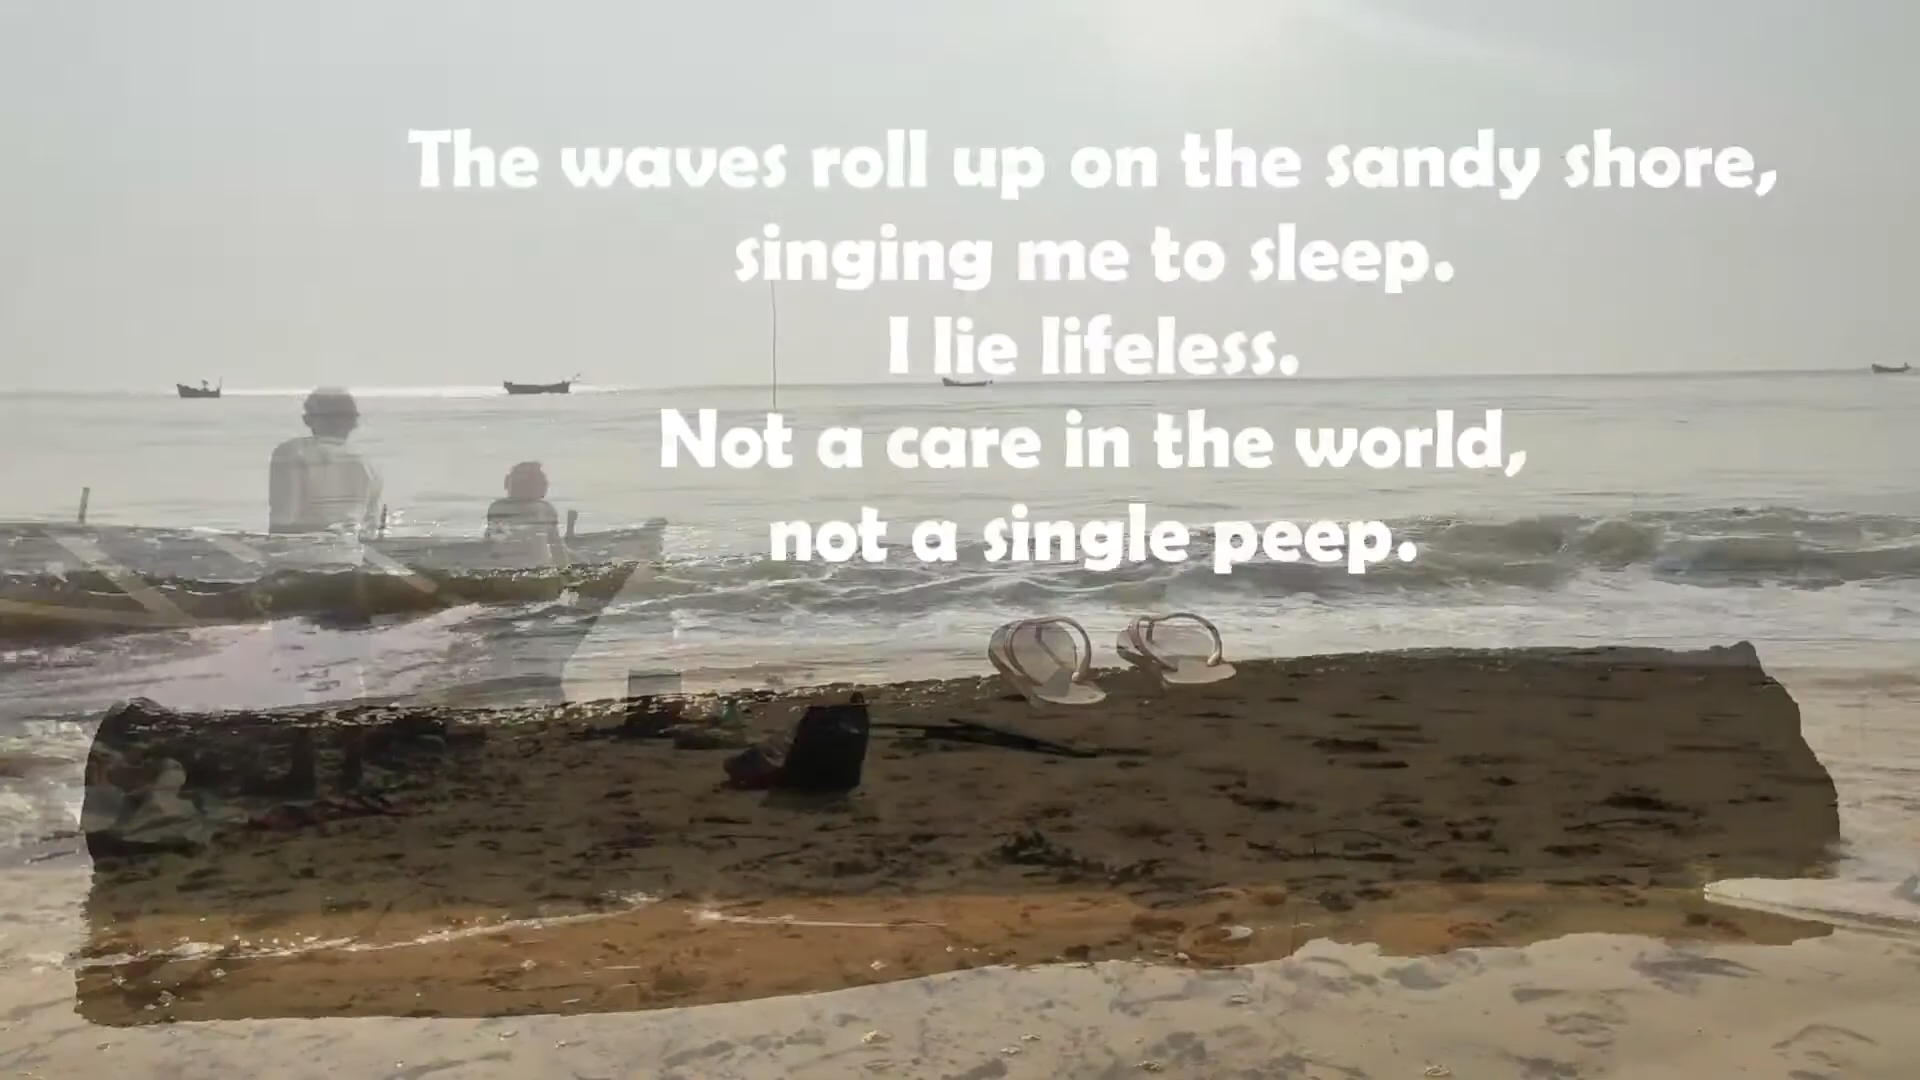 The waves roll up on the sandy shore,
singing me to sleep.
I lie lifeless.
Not a care in the world,
not a single peep.